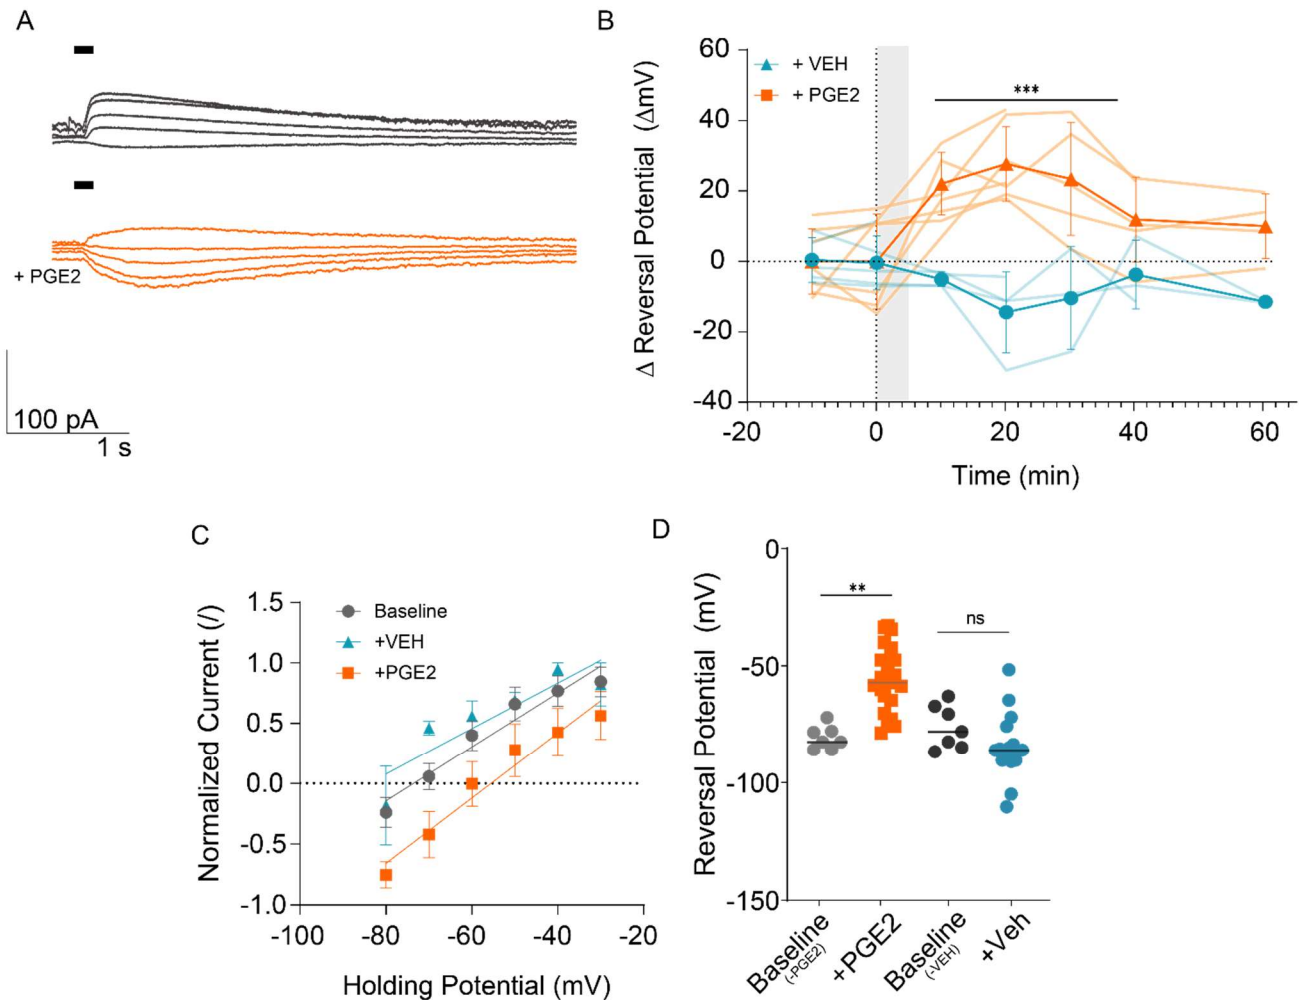 A
+ PGE2
100 pA
1 s
B
60
40
20
0
-20
-40
-20
0
20
40
60
Δ Reversal Potential (ΔmV)
Time (min)
+ VEH
+ PGE2
***
C
1.5
1.0
0.5
0.0
-0.5
-1.0
-100
-80
-60
-40
-20
Normalized Current (/)
Holding Potential (mV)
Baseline
+VEH
+PGE2
D
0
-50
-100
-150
Reversal Potential (mV)
**
ns
Baseline
(-PGE2)
+PGE2
Baseline
(-VEH)
+Veh